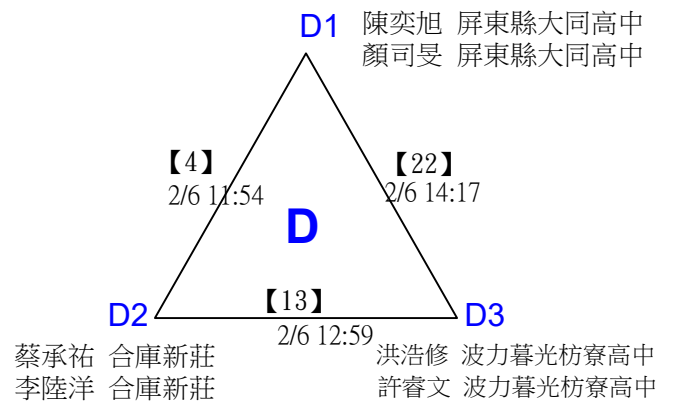 D1 陳奕旭 屏東縣大同高中
顏司旻 屏東縣大同高中
【4】
2/6 11:54
【22】
2/6 14:17
D
D2
【13】
2/6 12:59
D3
蔡承祐 合庫新莊
李陸洋 合庫新莊
洪浩修 波力暮光枋寮高中
許睿文 波力暮光枋寮高中